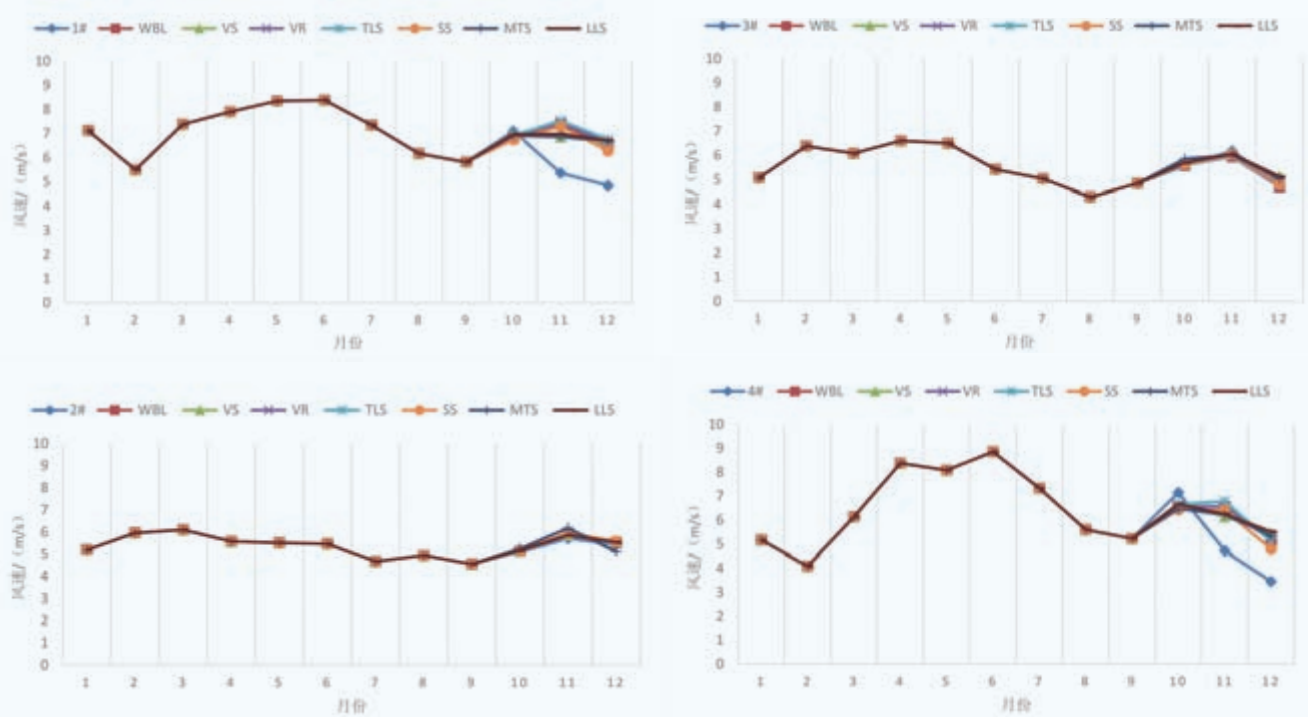 1# WBL VS VR TLS SS MTS LLS
10
9
8
7
6
5
4
3
2
1
0
风速/（m/s）
1 2 3 4 5 6 7 8 9 10 11 12
月份
3# WBL VS VR TLS SS MTS LLS
10
9
8
7
6
5
4
3
2
1
0
风速/（m/s）
1 2 3 4 5 6 7 8 9 10 11 12
月份
2# WBL VS VR TLS SS MTS LLS
10
9
8
7
6
5
4
3
2
1
0
风速/（m/s）
1 2 3 4 5 6 7 8 9 10 11 12
月份
4# WBL VS VR TLS SS MTS LLS
10
9
8
7
6
5
4
3
2
1
0
风速/（m/s）
1 2 3 4 5 6 7 8 9 10 11 12
月份